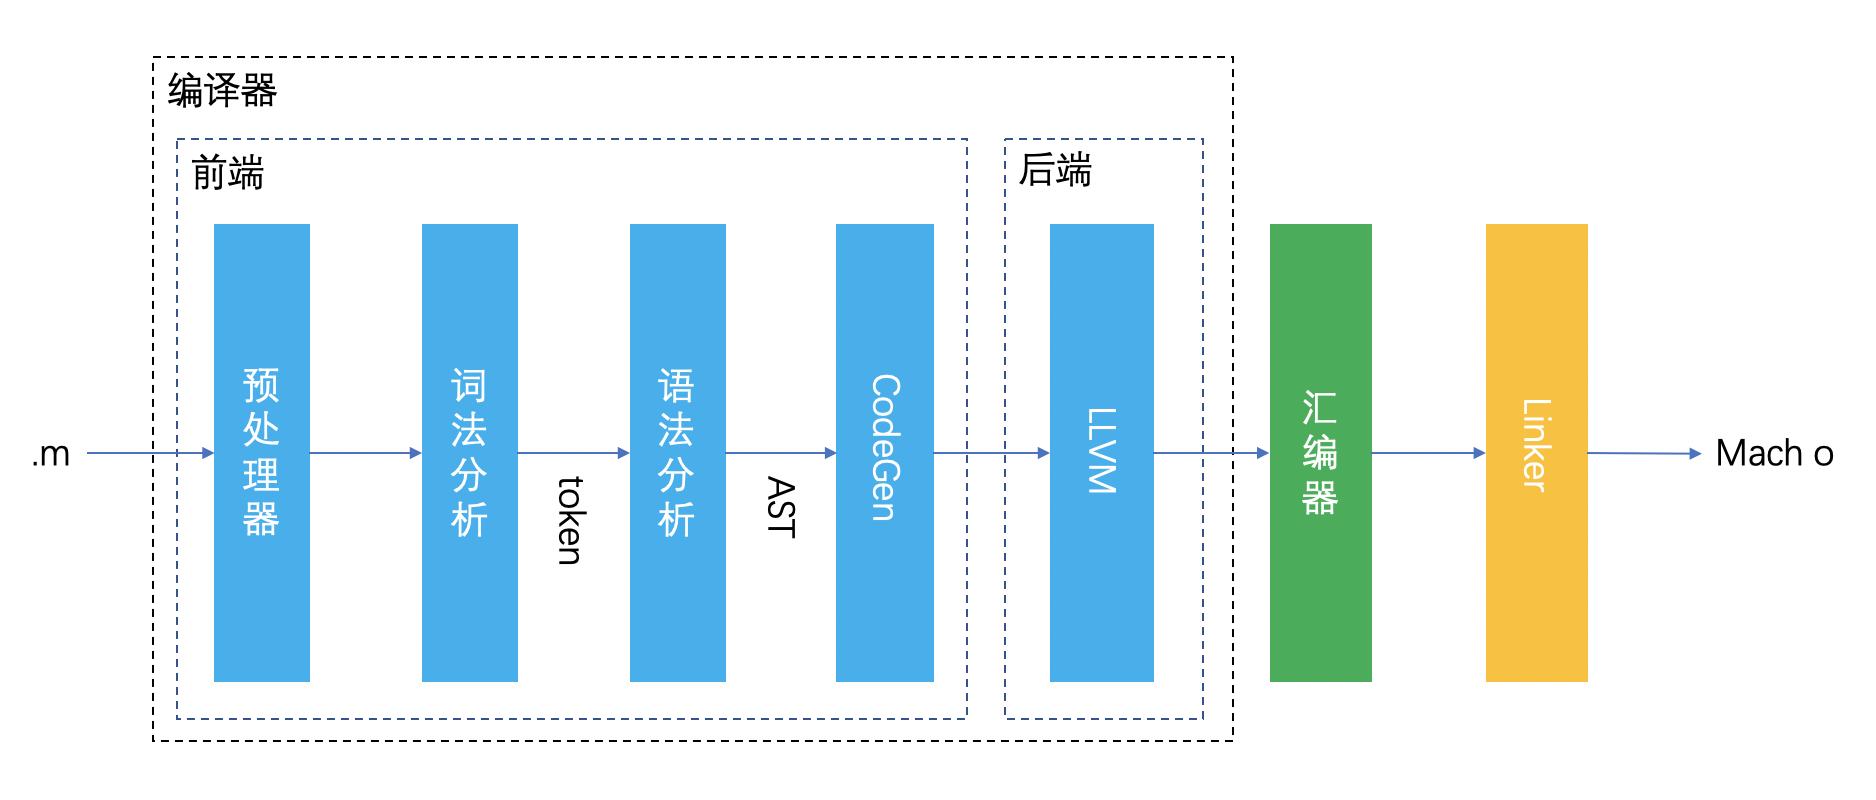 编译器
前端
后端
.m
预处理器
词法分析
token
语法分析
AST
CodeGen
LLVM
汇编器
Linker
Mach o